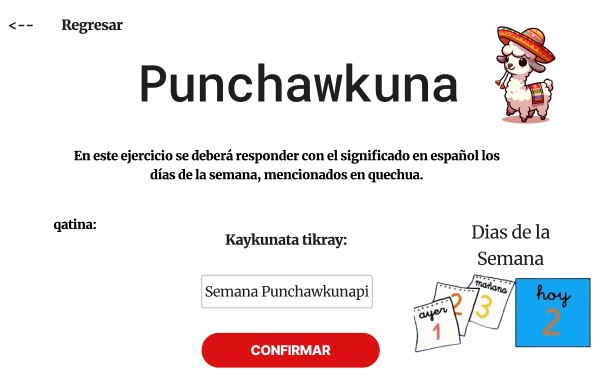 <-- Regresar
Punchawkuna
En este ejercicio se deberá responder con el significado en español los
días de la semana, mencionados en quechua.
qatina:
Kaykunata tikray:
Semana Punchawkunapi
CONFIRMAR
Dias de la
Semana
ayer
1
2
mañana
3
hoy
2